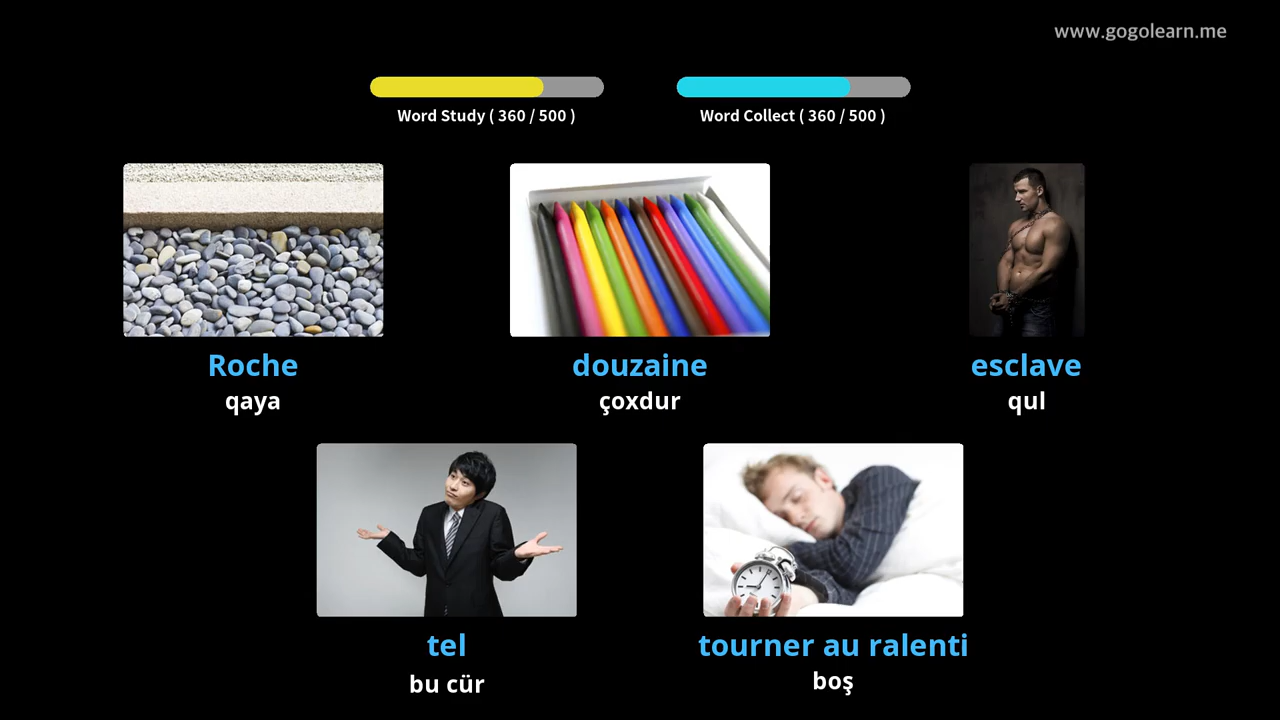 www.gogolearn.me
Word Study ( 360 / 500 )
Word Collect ( 360 / 500 )
Roche
qaya
douzaine
çoxdur
esclave
qul
tel
bu cür
tourner au ralenti
boş